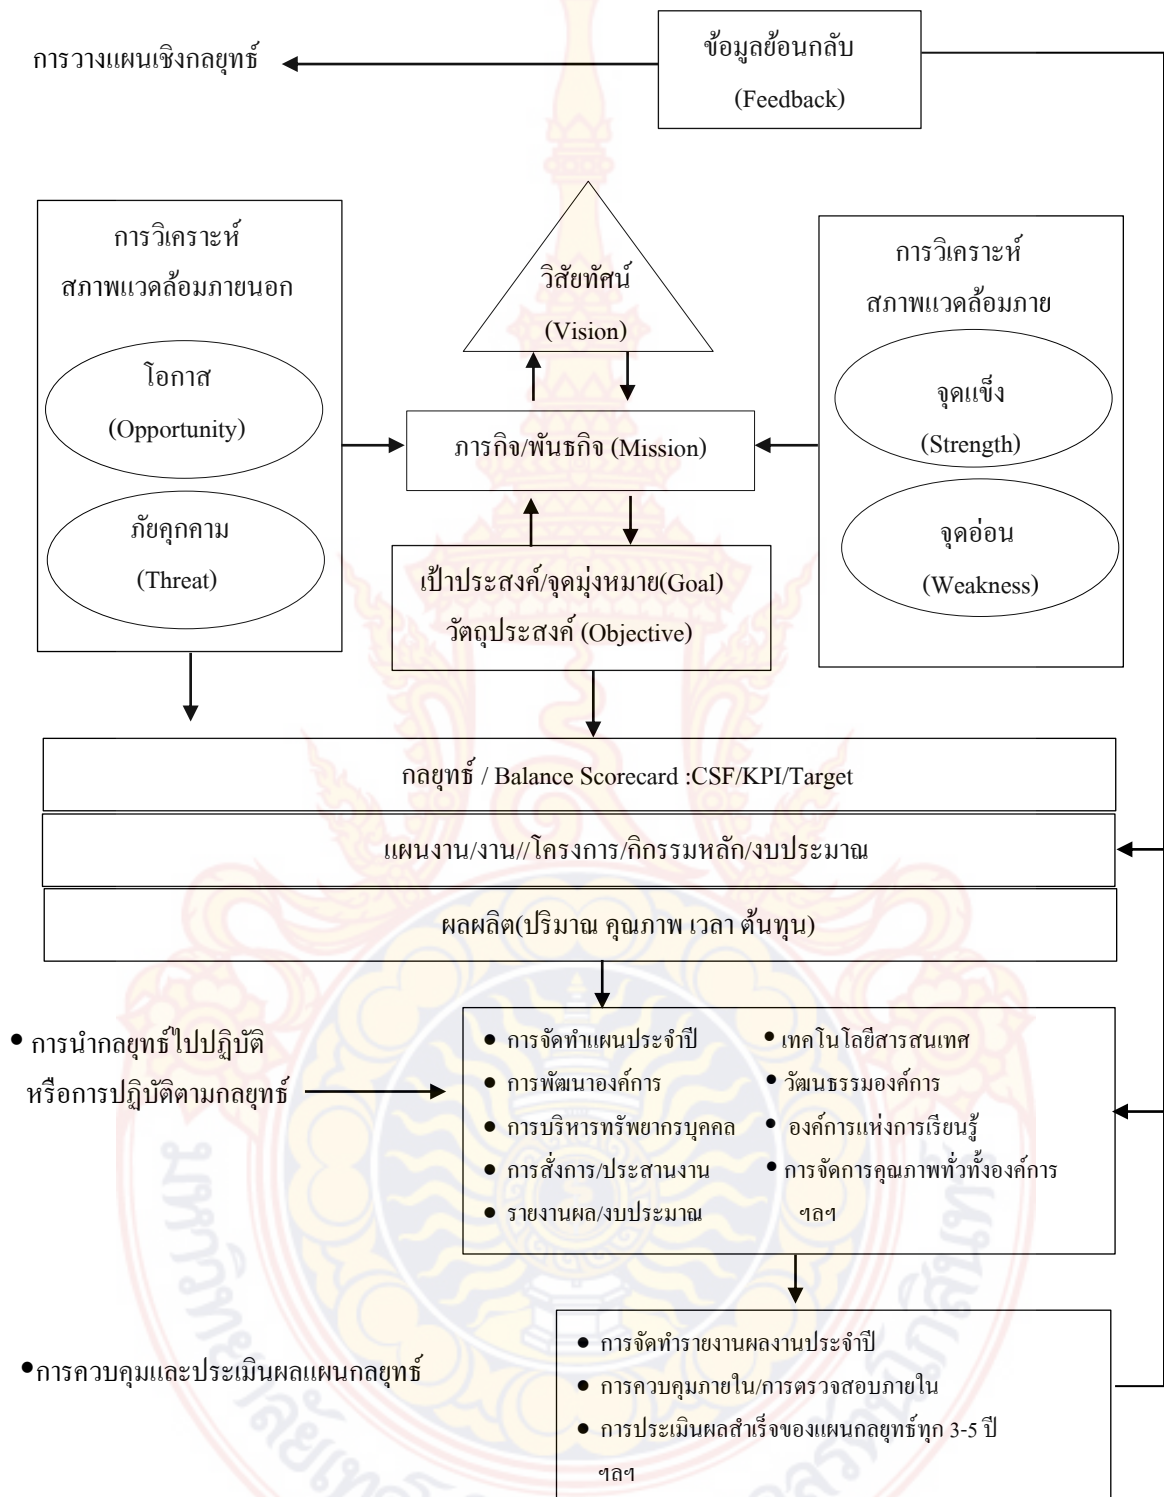 การวางแผนเชิงกลยุทธ์
ข้อมูลย้อนกลับ
(Feedback)
การวิเคราะห์
สภาพแวดล้อมภายนอก
โอกาส
(Opportunity)
ภัยคุกคาม
(Threat)
วิสัยทัศน์
(Vision)
ภารกิจ/พันธกิจ (Mission)
เป้าประสงค์/จุดมุ่งหมาย(Goal)
วัตถุประสงค์ (Objective)
การวิเคราะห์
สภาพแวดล้อมภาย
จุดแข็ง
(Strength)
จุดอ่อน
(Weakness)
กลยุทธ์ / Balance Scorecard :CSF/KPI/Target
แผนงาน/งาน//โครงการ/กิกรรมหลัก/งบประมาณ
ผลผลิต(ปริมาณ คุณภาพ เวลา ต้นทุน)
• การนำกลยุทธ์ไปปฏิบัติ
หรือการปฏิบัติตามกลยุทธ์
• การจัดทำแผนประจำปี
• การพัฒนาองค์การ
• การบริหารทรัพยากรบุคคล
• การสั่งการ/ประสานงาน
• รายงานผล/งบประมาณ
• เทคโนโลยีสารสนเทศ
• วัฒนธรรมองค์การ
• องค์การแห่งการเรียนรู้
• การจัดการคุณภาพทั่วทั้งองค์การ
ฯลฯ
•การควบคุมและประเมินผลแผนกลยุทธ์
• การจัดทำรายงานผลงานประจำปี
• การควบคุมภายใน/การตรวจสอบภายใน
• การประเมินผลสำเร็จของแผนกลยุทธ์ทุก 3-5 ปี
ฯลฯ